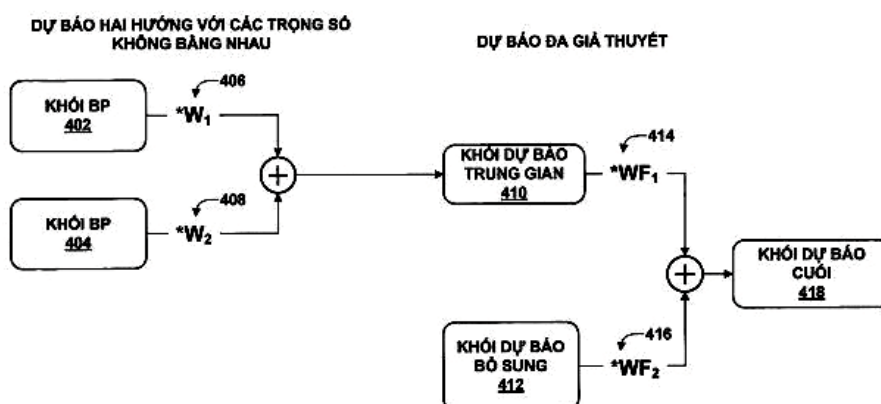 DỰ BÁO HAI HƯỚNG VỚI CÁC TRỌNG SỐ
KHÔNG BẰNG NHAU
DỰ BÁO ĐA GIẢ THUYẾT
KHỐI BP
402
*W1
406
KHỐI BP
404
*W2
408
KHỐI DỰ BÁO
TRUNG GIAN
410
*WF1
414
KHỐI DỰ BÁO
BỔ SUNG
412
*WF2
416
KHỐI DỰ BÁO
CUỐI
418